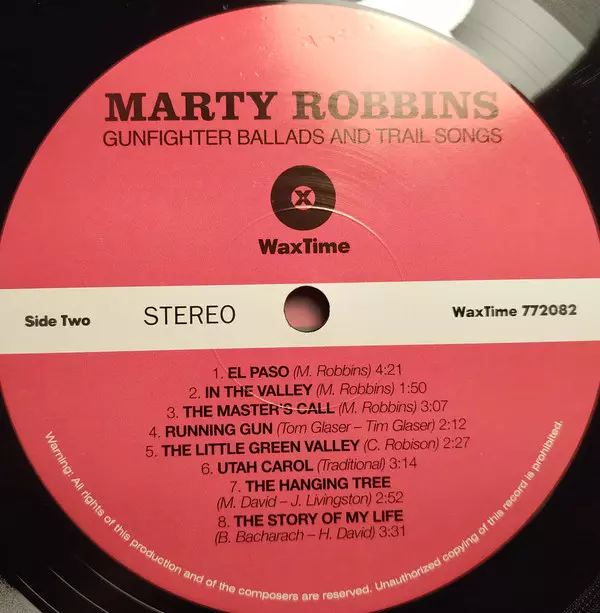 MARTY ROBBINS
GUNFIGHTER BALLADS AND TRAIL SONGS
X
WaxTime
Side Two
STEREO
WaxTime 772082
1. EL PASO (M. Robbins) 4:21
2. IN THE VALLEY (M. Robbins) 1:50
3. THE MASTER'S CALL (M. Robbins) 3:07
4. RUNNING GUN (Tom Glaser – Tim Glaser) 2:12
5. THE LITTLE GREEN VALLEY (C. Robison) 2:27
6. UTAH CAROL (Traditional) 3:14
7. THE HANGING TREE
(M. David – J. Livingston) 2:52
8. THE STORY OF MY LIFE
(B. Bacharach – H. David) 3:31
Warning: All rights of this production and of the composers are reserved. Unauthorized copying of this record is prohibited.